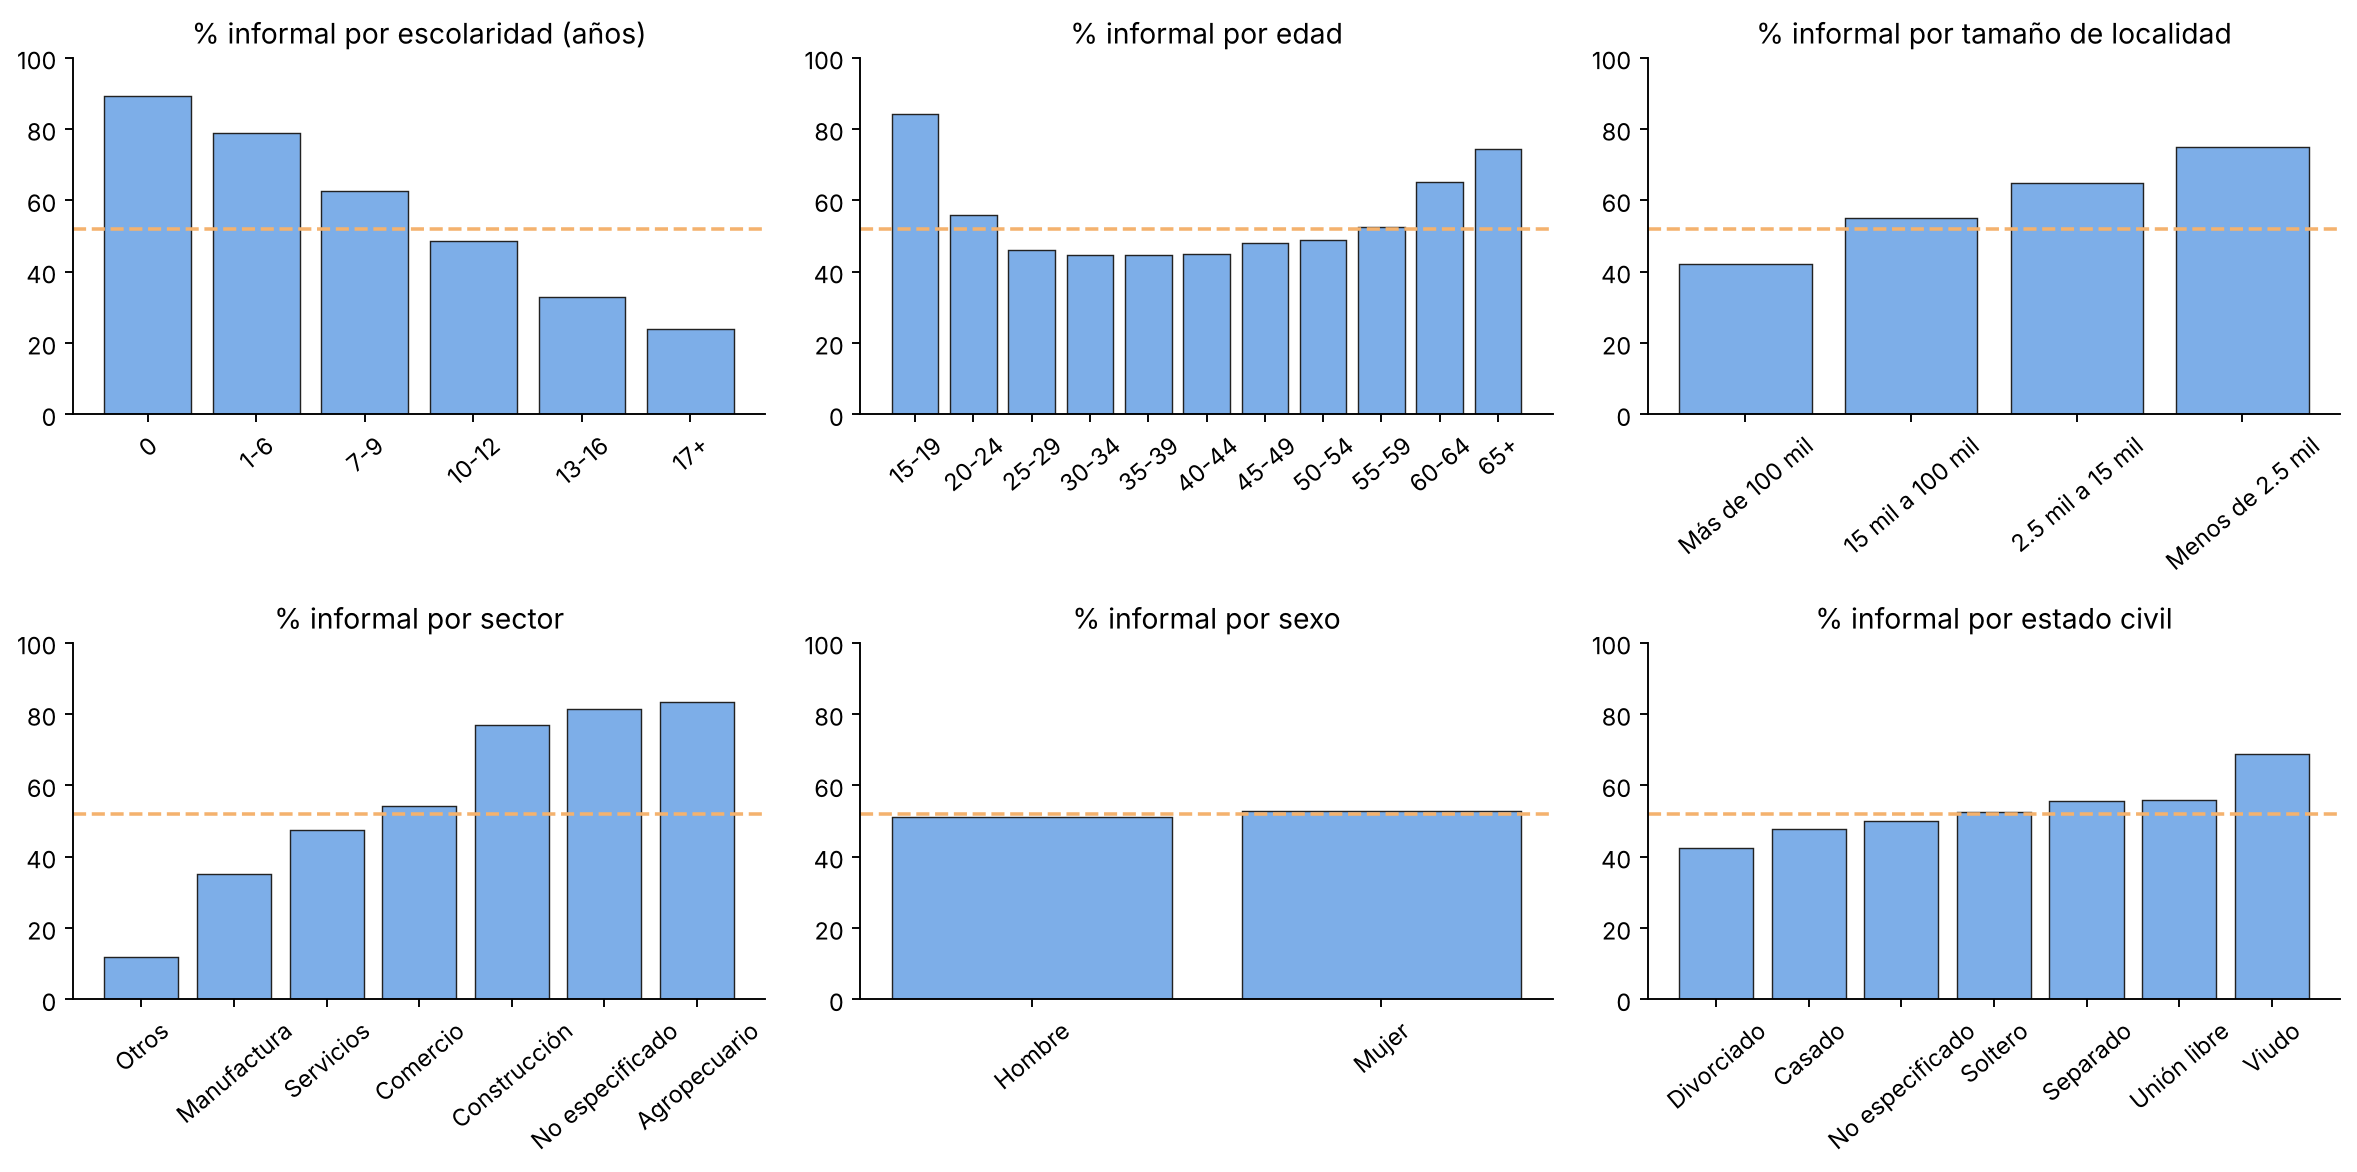 % informal por escolaridad (años)
100
80
60
40
20
0
0
1-6
7-9
10-12
13-16
17+
% informal por edad
100
80
60
40
20
0
15-19
20-24
25-29
30-34
35-39
40-44
45-49
50-54
55-59
60-64
65+
% informal por tamaño de localidad
100
80
60
40
20
0
Más de 100 mil
15 mil a 100 mil
2.5 mil a 15 mil
Menos de 2.5 mil
% informal por sector
100
80
60
40
20
0
Otros
Manufactura
Servicios
Comercio
Construcción
No especificado
Agropecuario
% informal por sexo
100
80
60
40
20
0
Hombre
Mujer
% informal por estado civil
100
80
60
40
20
0
Divorciado
Casado
No especificado
Soltero
Separado
Unión libre
Viudo